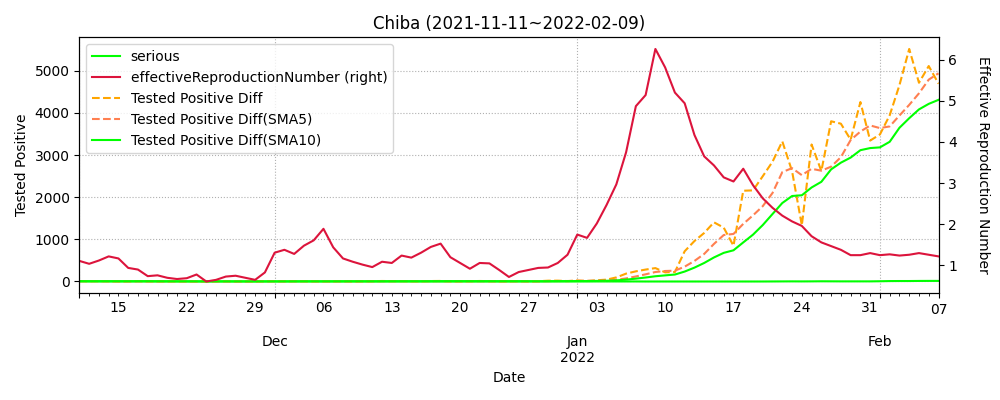 Chiba (2021-11-11~2022-02-09)
serious
effectiveReproductionNumber (right)
Tested Positive Diff
Tested Positive Diff(SMA5)
Tested Positive Diff(SMA10)
Tested Positive
5000
4000
3000
2000
1000
0
6
5
4
3
2
1
Effective Reproduction Number
15 22 29 06 13 20 27 03 10 17 24 31 07
Dec Jan Feb
2022
Date